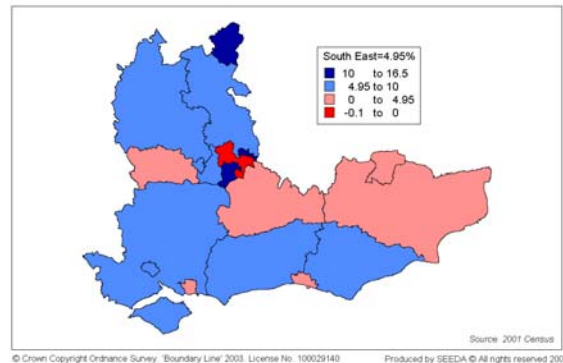 South East=4.95%
10 to 16.5
4.95 to 10
0 to 4.95
-0.1 to 0
Source: 2001 Census
© Crown Copyright Ordnance Survey. 'Boundary Line' 2003. License No. 100029140
Produced by SEEDA © All rights reserved